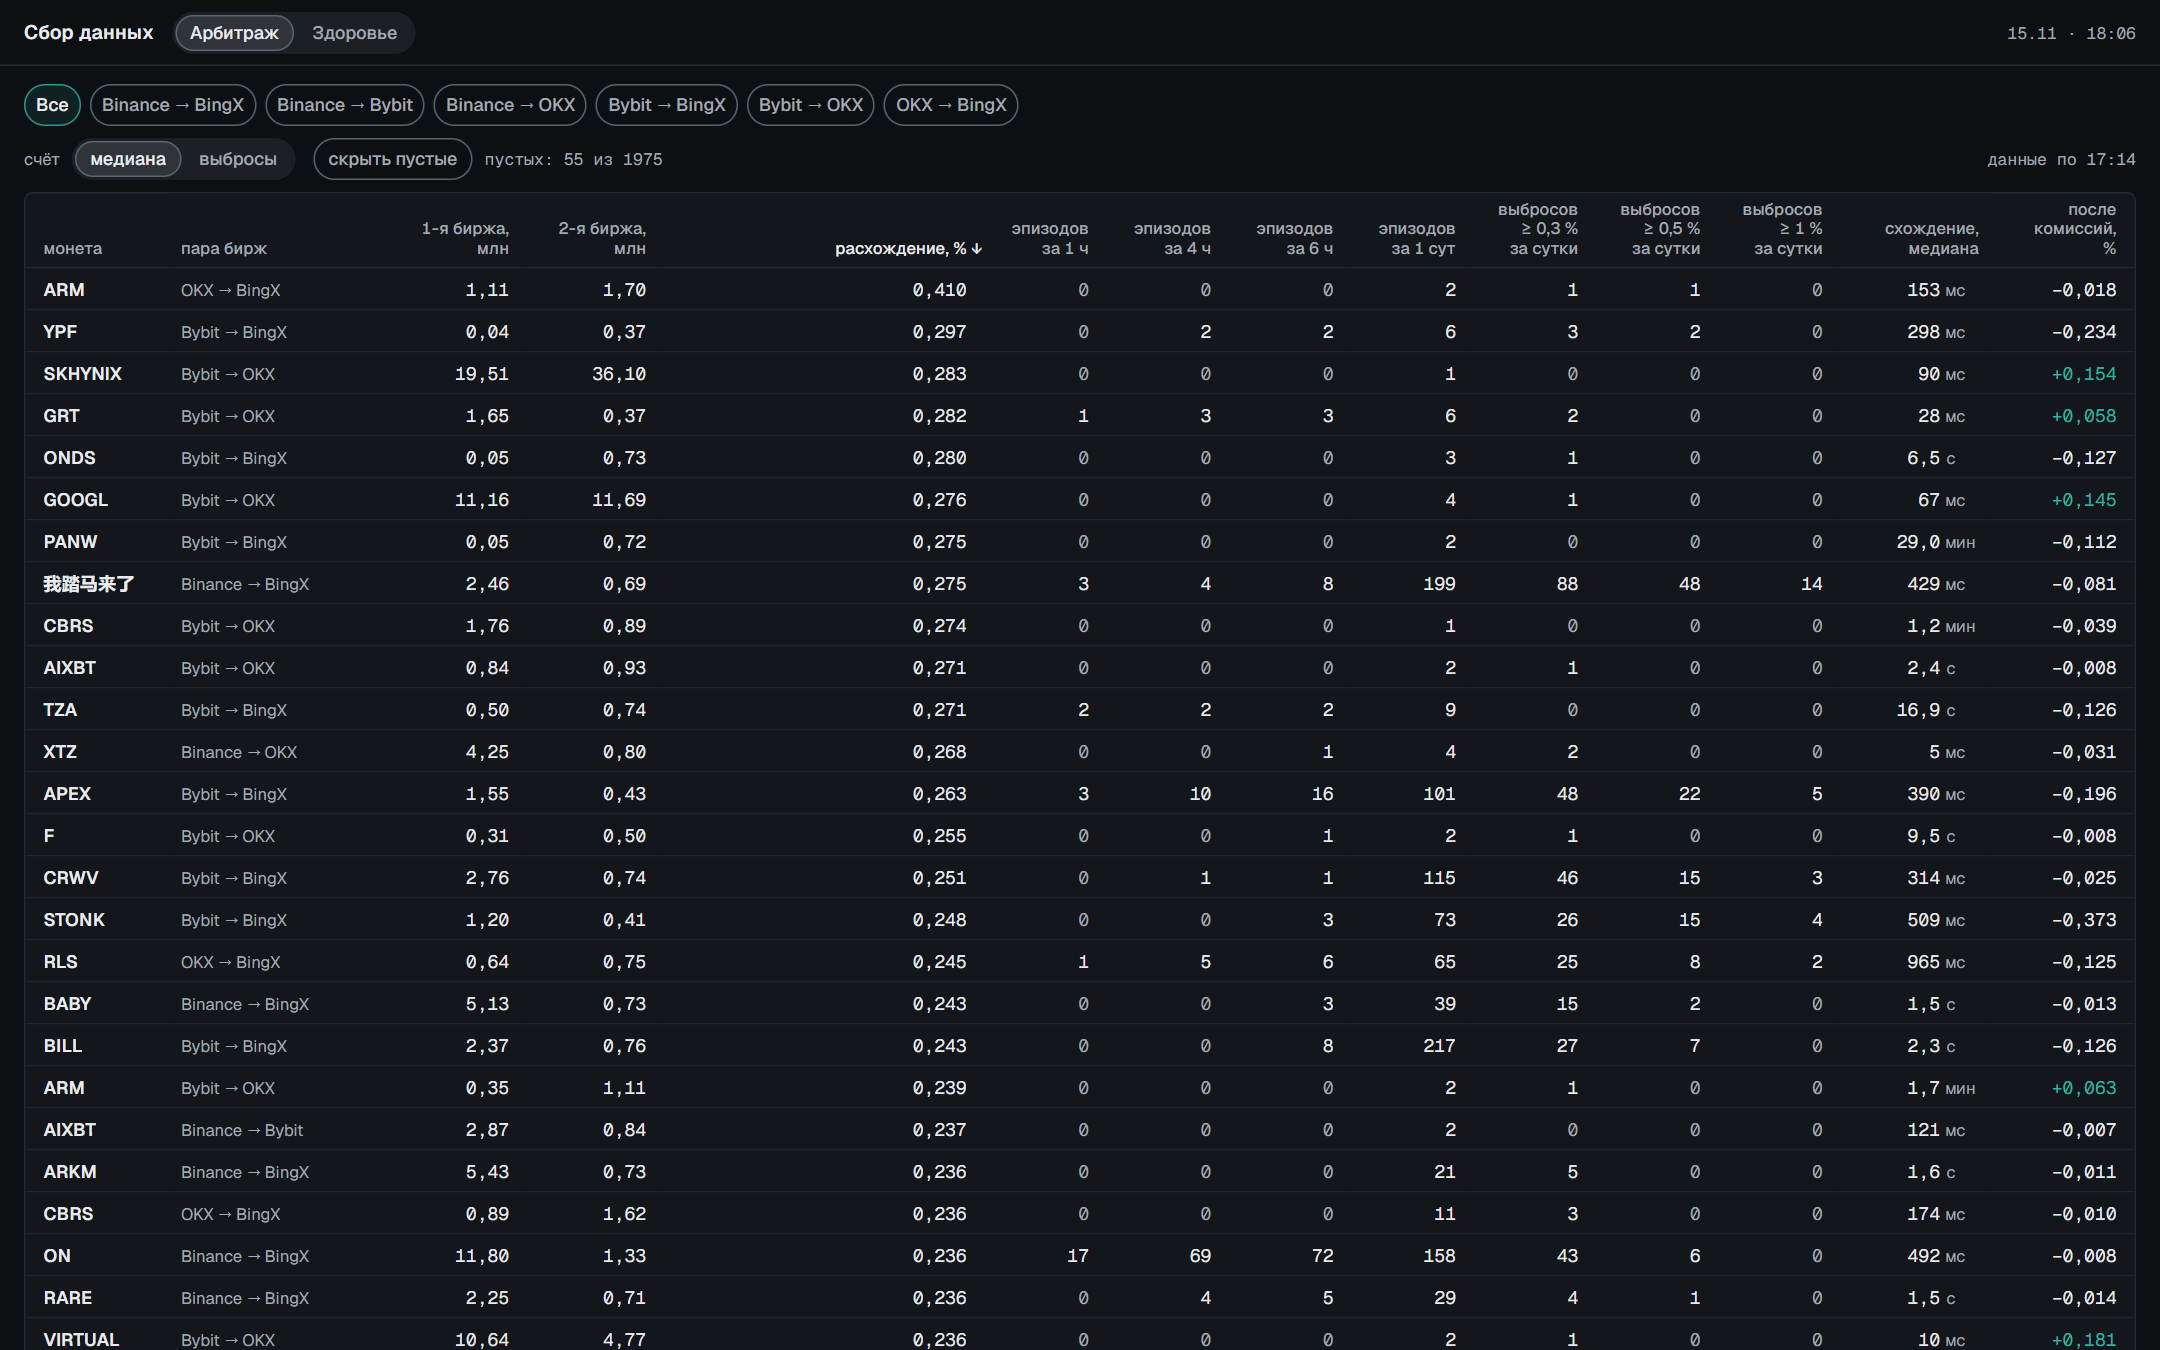 Сбор данных Арбитраж Здоровье 15.11 · 18:06
Все Binance → BingX Binance → Bybit Binance → OKX Bybit → BingX Bybit → OKX OKX → BingX
счёт медиана выбросы скрыть пустые пустых: 55 из 1975 данные по 17:14
монета пара бирж 1-я биржа, млн 2-я биржа, млн расхождение, % ↓ эпизодов за 1 ч эпизодов за 4 ч эпизодов за 6 ч эпизодов за 1 сут выбросов ≥ 0,3 % за сутки выбросов ≥ 0,5 % за сутки выбросов ≥ 1 % за сутки схождение, медиана после комиссий, %
ARM OKX → BingX 1,11 1,70 0,410 0 0 0 2 1 1 0 153 мс −0,018
YPF Bybit → BingX 0,04 0,37 0,297 0 2 2 6 3 2 0 298 мс −0,234
SKHYNIX Bybit → OKX 19,51 36,10 0,283 0 0 0 1 0 0 0 90 мс +0,154
GRT Bybit → OKX 1,65 0,37 0,282 1 3 3 6 2 0 0 28 мс +0,058
ONDS Bybit → BingX 0,05 0,73 0,280 0 0 0 3 1 0 0 6,5 с −0,127
GOOGL Bybit → OKX 11,16 11,69 0,276 0 0 0 4 1 0 0 67 мс +0,145
PANW Bybit → BingX 0,05 0,72 0,275 0 0 0 2 0 0 0 29,0 мин −0,112
我踏马来了 Binance → BingX 2,46 0,69 0,275 3 4 8 199 88 48 14 429 мс −0,081
CBRS Bybit → OKX 1,76 0,89 0,274 0 0 0 1 0 0 0 1,2 мин −0,039
AIXBT Bybit → OKX 0,84 0,93 0,271 0 0 0 2 1 0 0 2,4 с −0,008
TZA Bybit → BingX 0,50 0,74 0,271 2 2 2 9 0 0 0 16,9 с −0,126
XTZ Binance → OKX 4,25 0,80 0,268 0 0 1 4 2 0 0 5 мс −0,031
APEX Bybit → BingX 1,55 0,43 0,263 3 10 16 101 48 22 5 390 мс −0,196
F Bybit → OKX 0,31 0,50 0,255 0 0 1 2 1 0 0 9,5 с −0,008
CRWV Bybit → BingX 2,76 0,74 0,251 0 1 1 115 46 15 3 314 мс −0,025
STONK Bybit → BingX 1,20 0,41 0,248 0 0 3 73 26 15 4 509 мс −0,373
RLS OKX → BingX 0,64 0,75 0,245 1 5 6 65 25 8 2 965 мс −0,125
BABY Binance → BingX 5,13 0,73 0,243 0 0 3 39 15 2 0 1,5 с −0,013
BILL Bybit → BingX 2,37 0,76 0,243 0 0 8 217 27 7 0 2,3 с −0,126
ARM Bybit → OKX 0,35 1,11 0,239 0 0 0 2 1 0 0 1,7 мин +0,063
AIXBT Binance → Bybit 2,87 0,84 0,237 0 0 0 2 0 0 0 121 мс −0,007
ARKM Binance → BingX 5,43 0,73 0,236 0 0 0 21 5 0 0 1,6 с −0,011
CBRS OKX → BingX 0,89 1,62 0,236 0 0 0 11 3 0 0 174 мс −0,010
ON Binance → BingX 11,80 1,33 0,236 17 69 72 158 43 6 0 492 мс −0,008
RARE Binance → BingX 2,25 0,71 0,236 0 4 5 29 4 1 0 1,5 с −0,014
VIRTUAL Bybit → OKX 10,64 4,77 0,236 0 0 0 2 1 0 0 10 мс +0,181